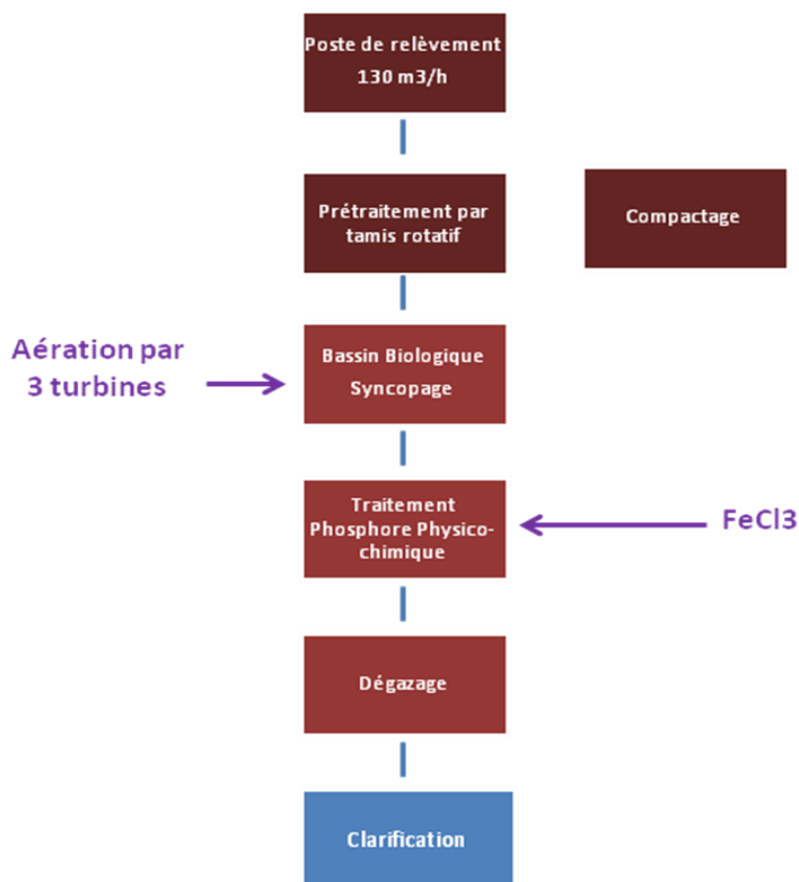 Poste de relèvement
130 m3/h
Prétraitement par
tamis rotatif
Compactage
Aération par
3 turbines
Bassin Biologique
Syncopage
Traitement
Phosphore Physico-
chimique
FeCl3
Dégazage
Clarification